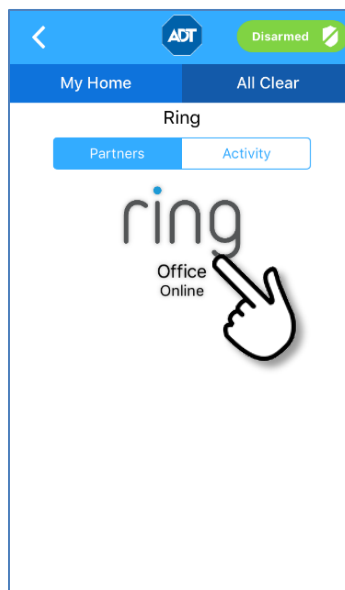 ADT
Disarmed
My Home All Clear
Ring
Partners Activity
ring
Office
Online